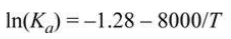 ln(Kₐ) = –1.28 – 8000/T